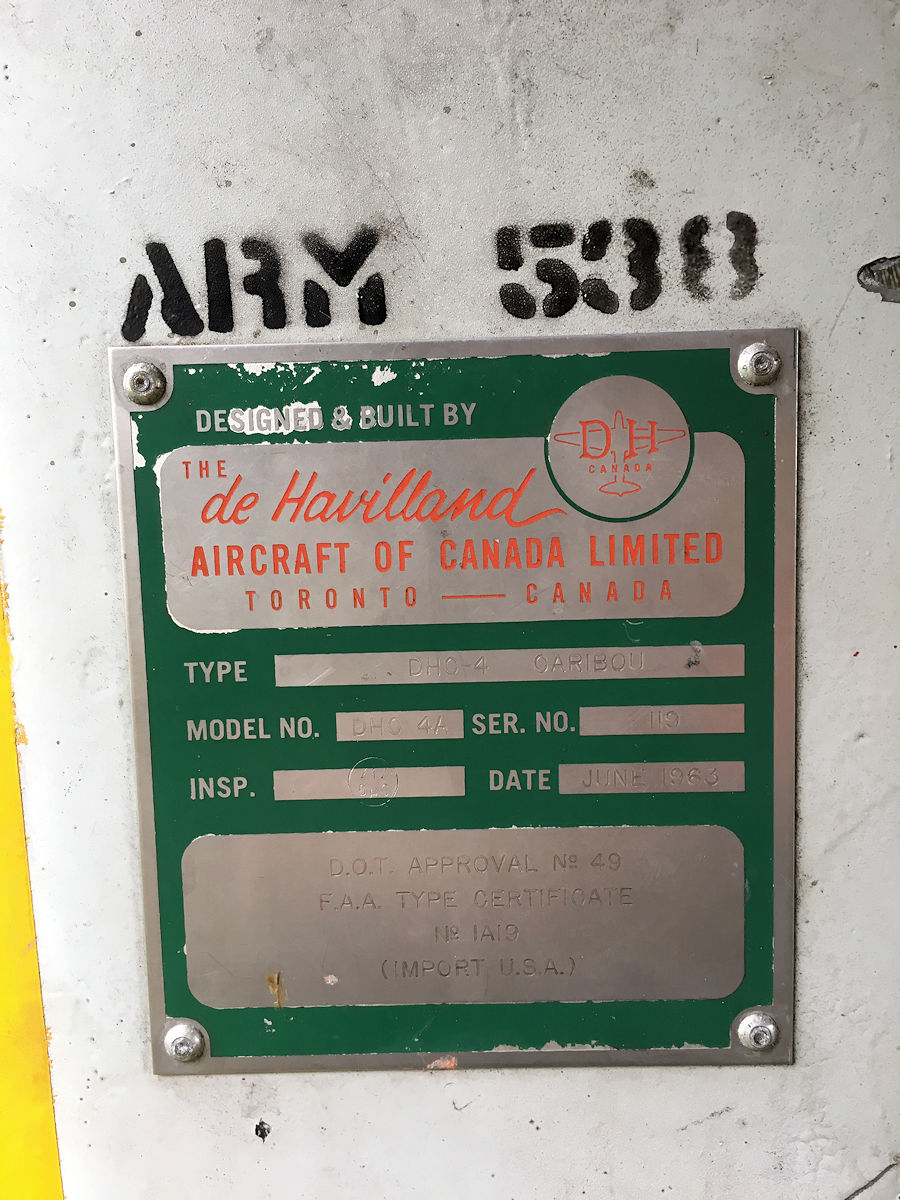 ARM 538
DESIGNED & BUILT BY
D H
CANADA
THE
de Havilland
AIRCRAFT OF CANADA LIMITED
TORONTO — CANADA
TYPE DHC-4 CARIBOU
MODEL NO. DHC 4A SER. NO. 119
INSP. DATE JUNE 1963
D.O.T. APPROVAL Nº 49
F.A.A. TYPE CERTIFICATE
Nº 1A19
(IMPORT U.S.A.)